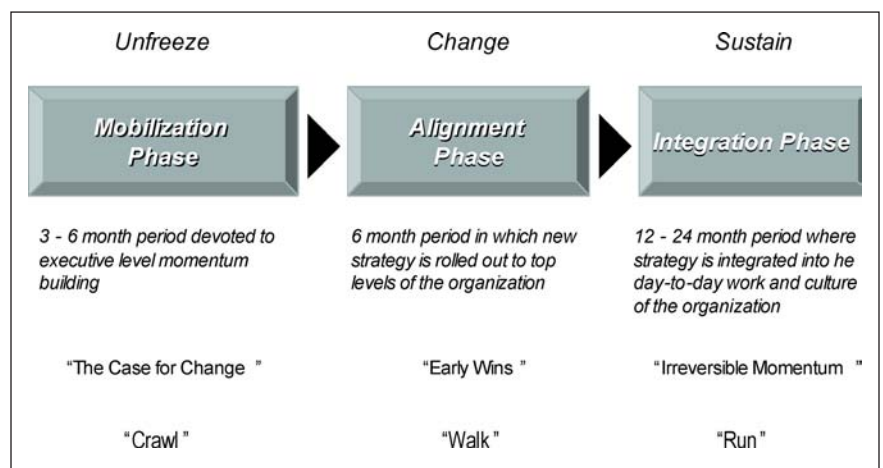 Unfreeze
Change
Sustain
Mobilization
Phase
Alignment
Phase
Integration Phase
3 - 6 month period devoted to
executive level momentum
building
6 month period in which new
strategy is rolled out to top
levels of the organization
12 - 24 month period where
strategy is integrated into he
day-to-day work and culture
of the organization
“The Case for Change ”
“Early Wins ”
“Irreversible Momentum ”
“Crawl ”
“Walk ”
“Run ”